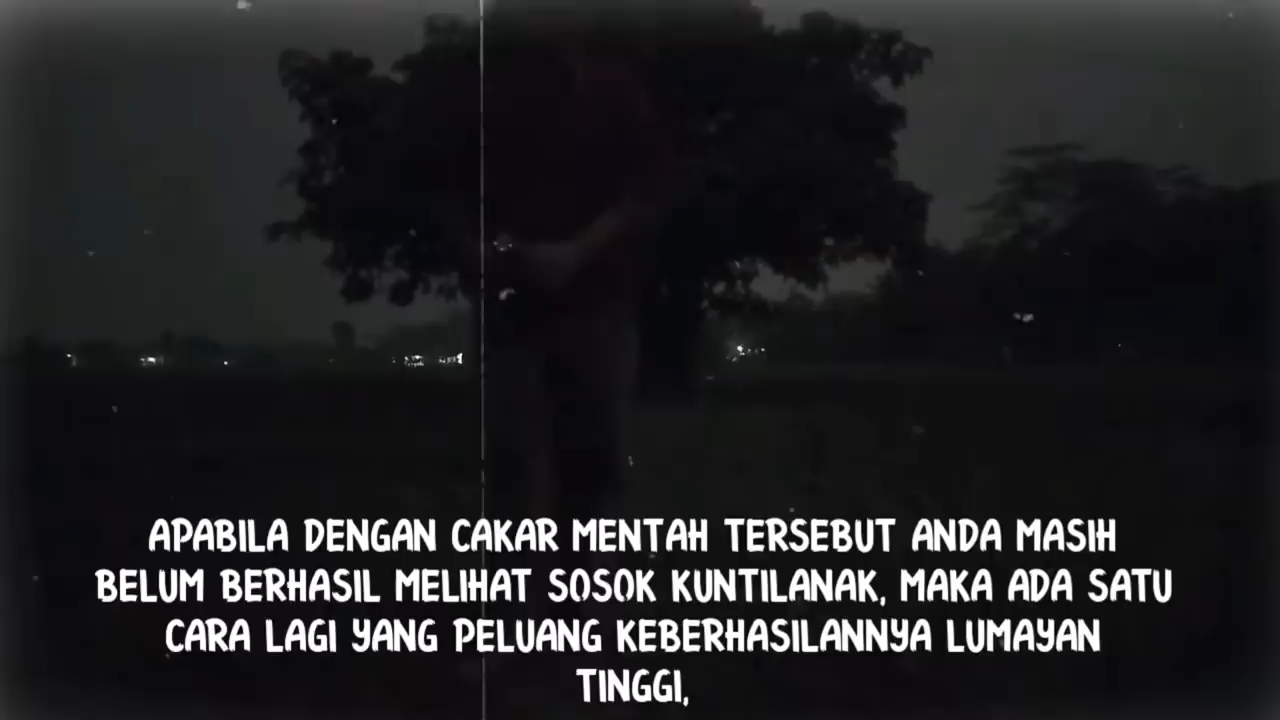 APABILA DENGAN CAKAR MENTAH TERSEBUT ANDA MASIH
BELUM BERHASIL MELIHAT SOSOK KUNTILANAK, MAKA ADA SATU
CARA LAGI YANG PELUANG KEBERHASILANNYA LUMAYAN
TINGGI,